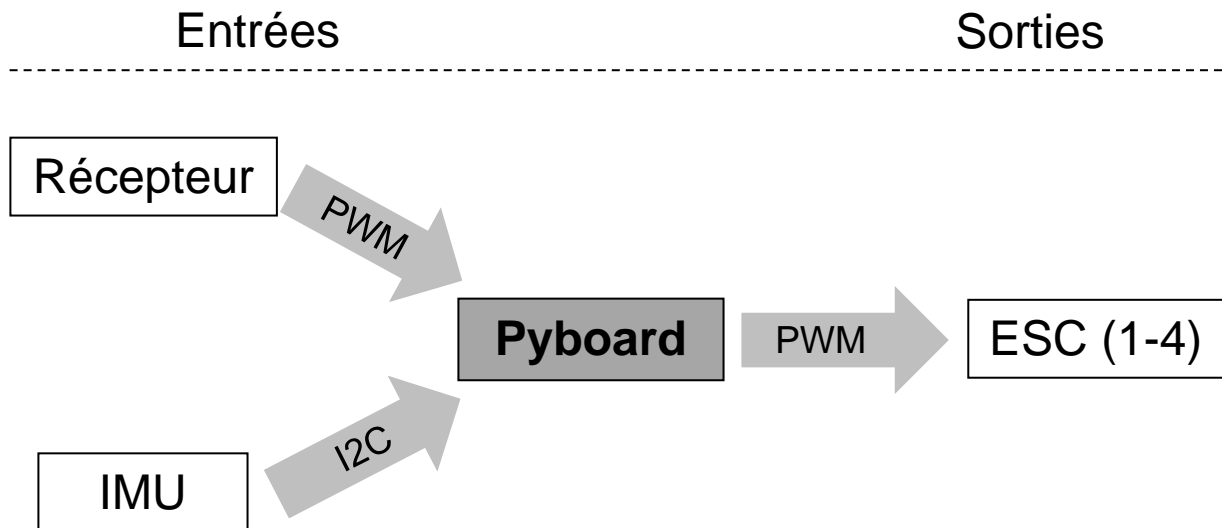 Entrées
Sorties
Récepteur
PWM
Pyboard
PWM
ESC (1-4)
I2C
IMU